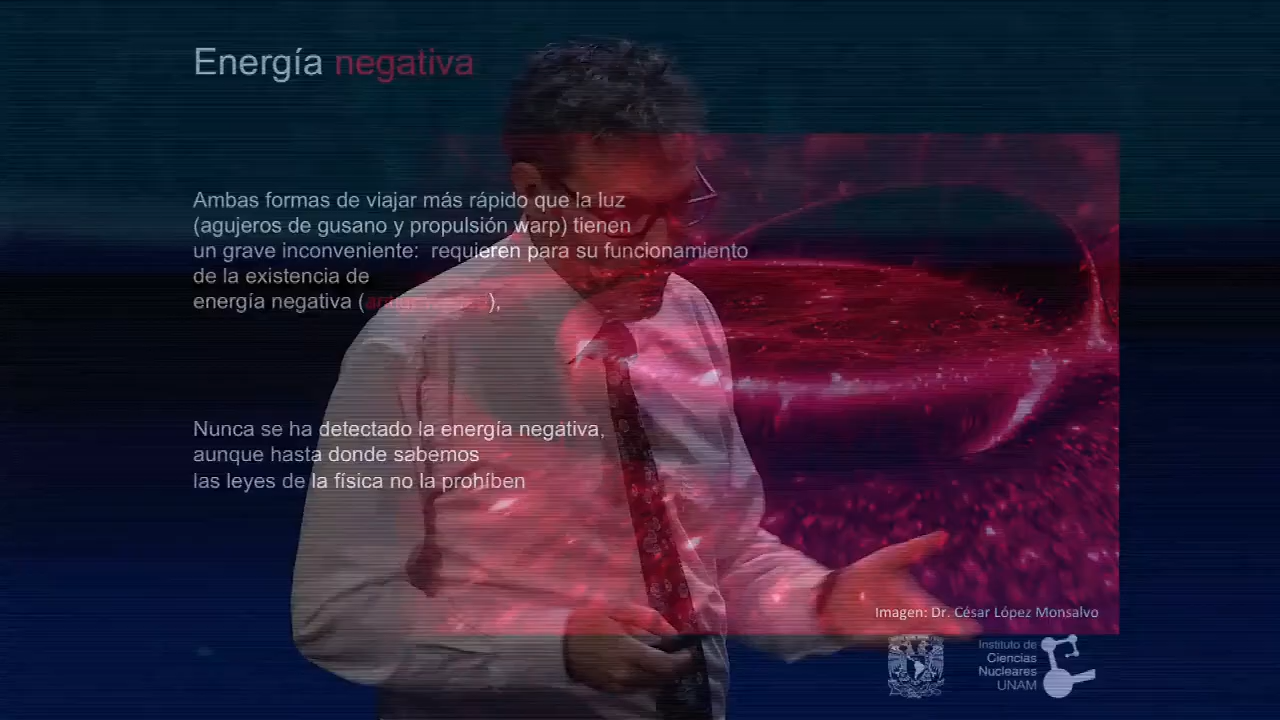 Energía negativa
Ambas formas de viajar más rápido que la luz
(agujeros de gusano y propulsión warp) tienen
un grave inconveniente: requieren para su funcionamiento
de la existencia de
energía negativa (),
Nunca se ha detectado la energía negativa,
aunque hasta donde sabemos
las leyes de la física no la prohíben
Imagen: Dr. César López Monsalvo
Instituto de
Ciencias
Nucleares
UNAM